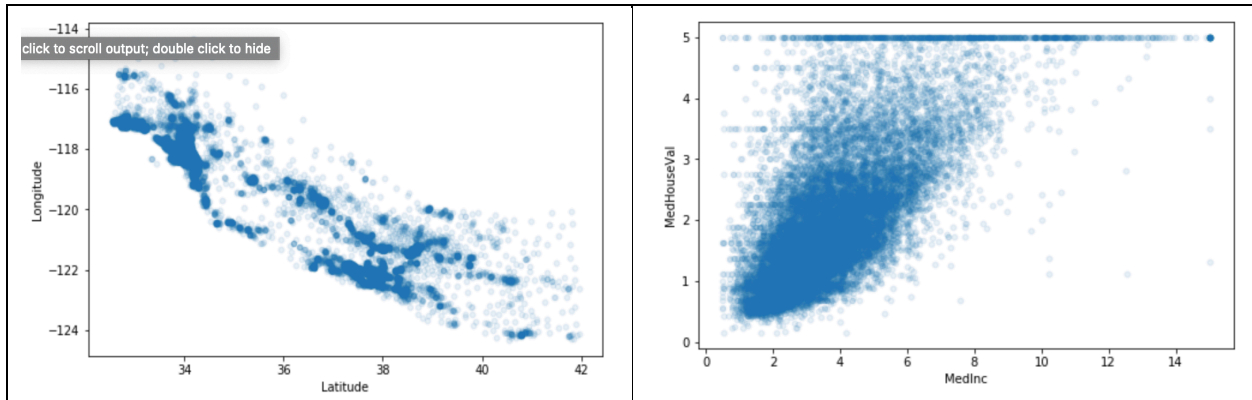 −114
click to scroll output; double click to hide
−116
−118
−120
−122
−124
Longitude
34 36 38 40 42
Latitude
5
4
3
2
1
0
MedHouseVal
0 2 4 6 8 10 12 14
MedInc